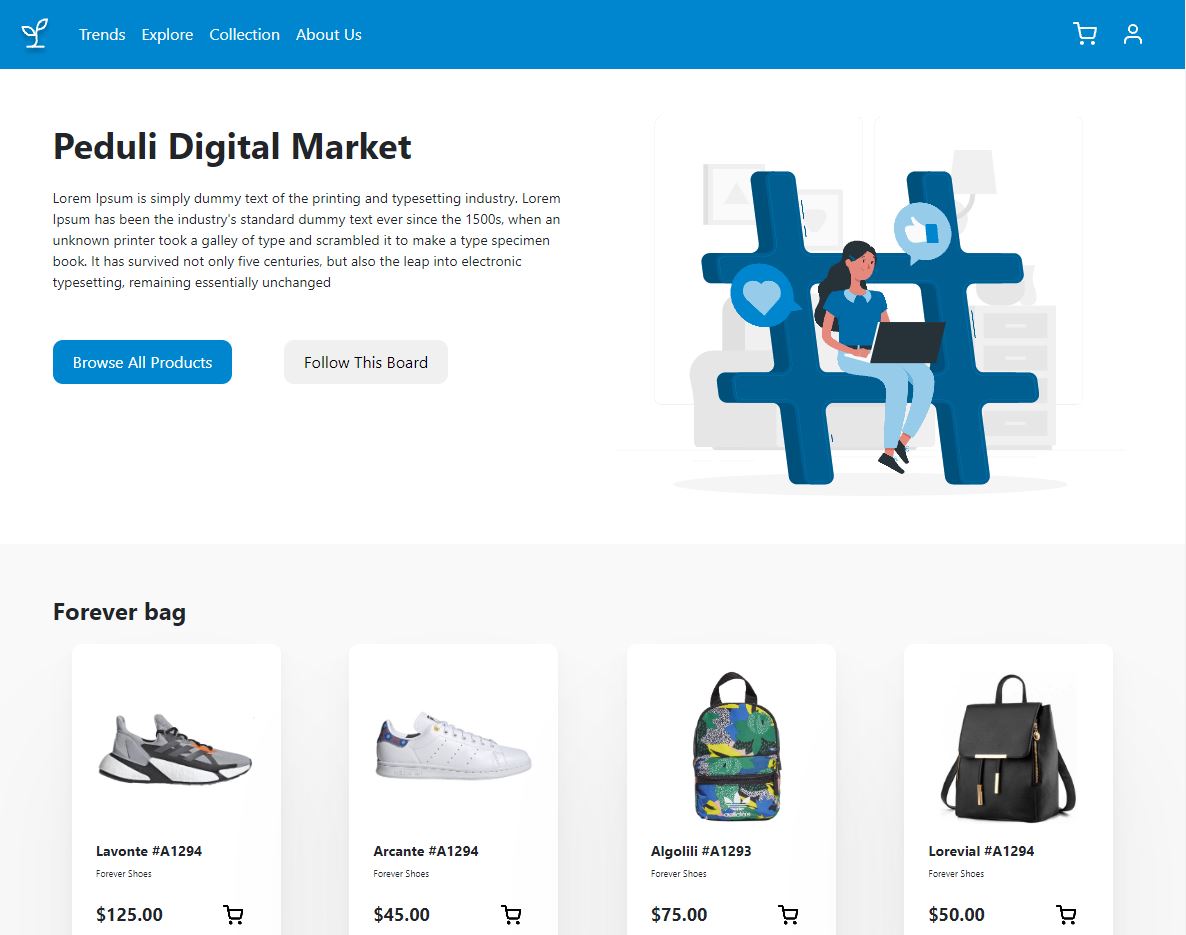 Trends Explore Collection About Us
Peduli Digital Market
Lorem Ipsum is simply dummy text of the printing and typesetting industry. Lorem
Ipsum has been the industry's standard dummy text ever since the 1500s, when an
unknown printer took a galley of type and scrambled it to make a type specimen
book. It has survived not only five centuries, but also the leap into electronic
typesetting, remaining essentially unchanged
Browse All Products Follow This Board
Forever bag
adidas
Lavonte #A1294
Forever Shoes
$125.00
Arcante #A1294
Forever Shoes
$45.00
Algolili #A1293
Forever Shoes
$75.00
Lorevial #A1294
Forever Shoes
$50.00